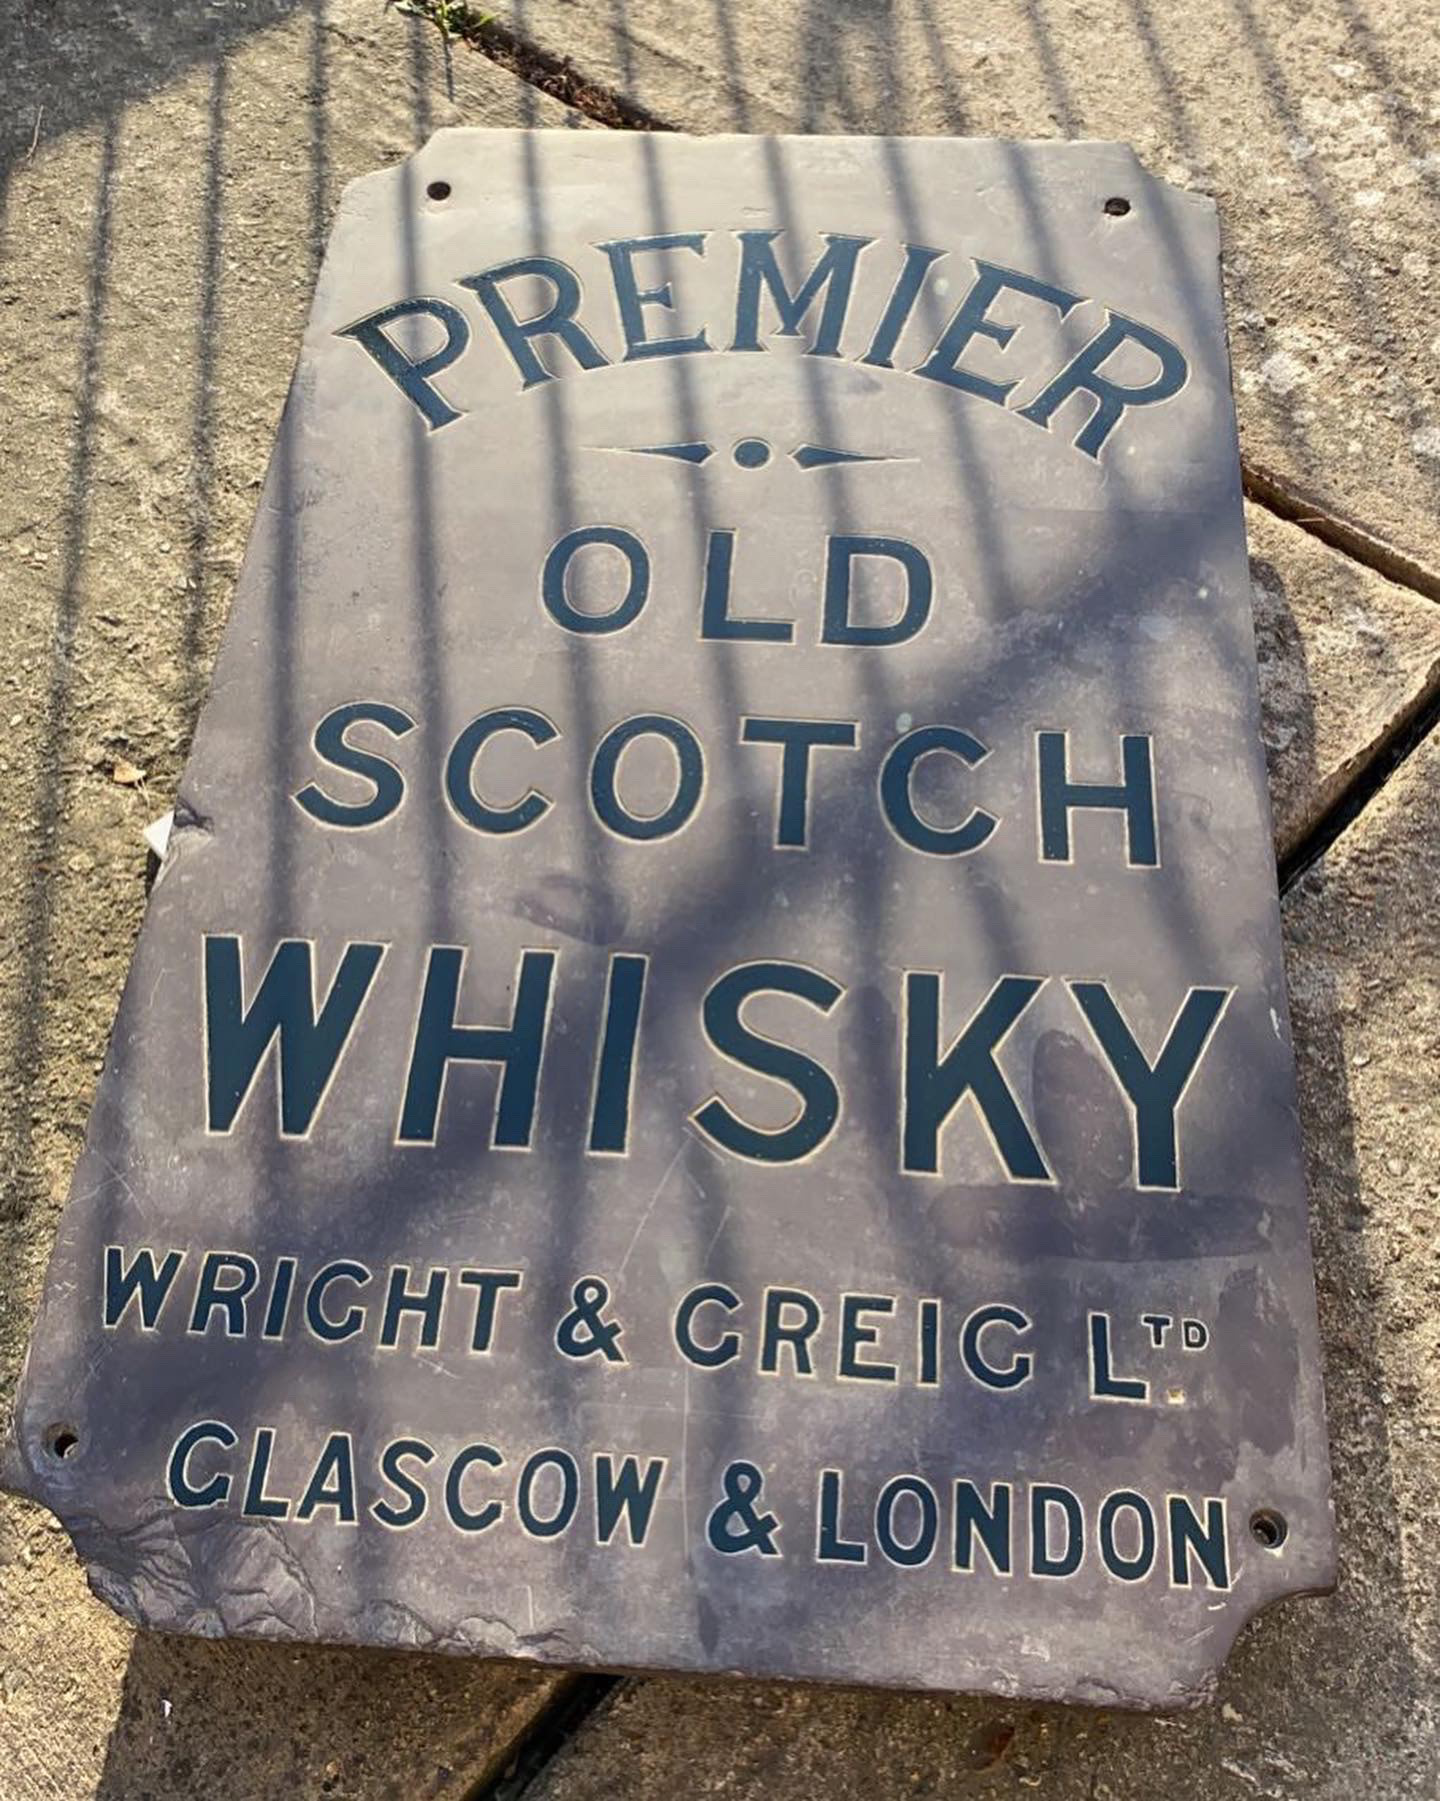 PREMIER
OLD
SCOTCH
WHISKY
WRIGHT & GREIG LTD.
GLASGOW & LONDON